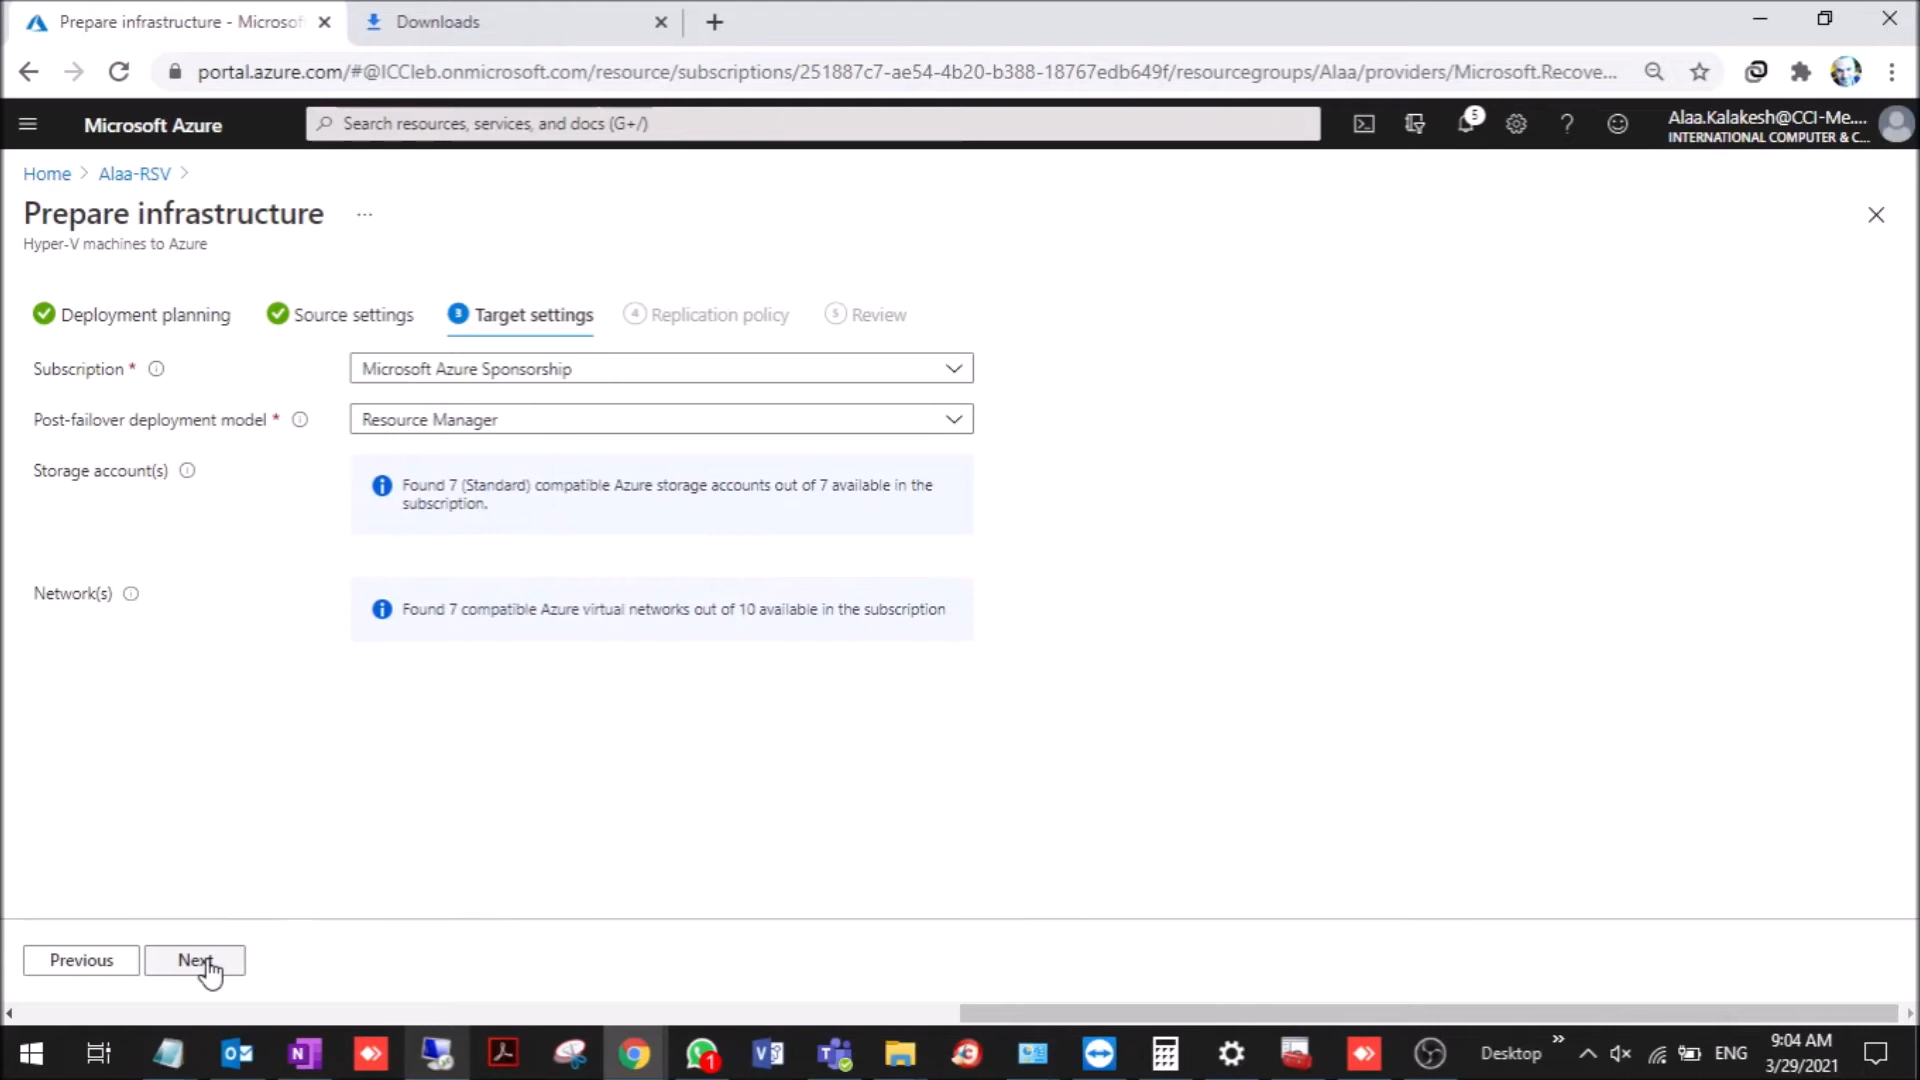 Prepare infrastructure - Microsof
Downloads
portal.azure.com/#@ICCleb.onmicrosoft.com/resource/subscriptions/251887c7-ae54-4b20-b388-18767edb649f/resourcegroups/Alaa/providers/Microsoft.Recove...
Microsoft Azure
Search resources, services, and docs (G+/)
5
Alaa.Kalakesh@CCI-Me....
INTERNATIONAL COMPUTER & C...
Home > Alaa-RSV >
Prepare infrastructure ...
Hyper-V machines to Azure
Deployment planning
Source settings
3 Target settings
4 Replication policy
5 Review
Subscription *
Microsoft Azure Sponsorship
Post-failover deployment model *
Resource Manager
Storage account(s)
Found 7 (Standard) compatible Azure storage accounts out of 7 available in the
subscription.
Network(s)
Found 7 compatible Azure virtual networks out of 10 available in the subscription
Previous
Next
1
Desktop
ENG
9:04 AM
3/29/2021